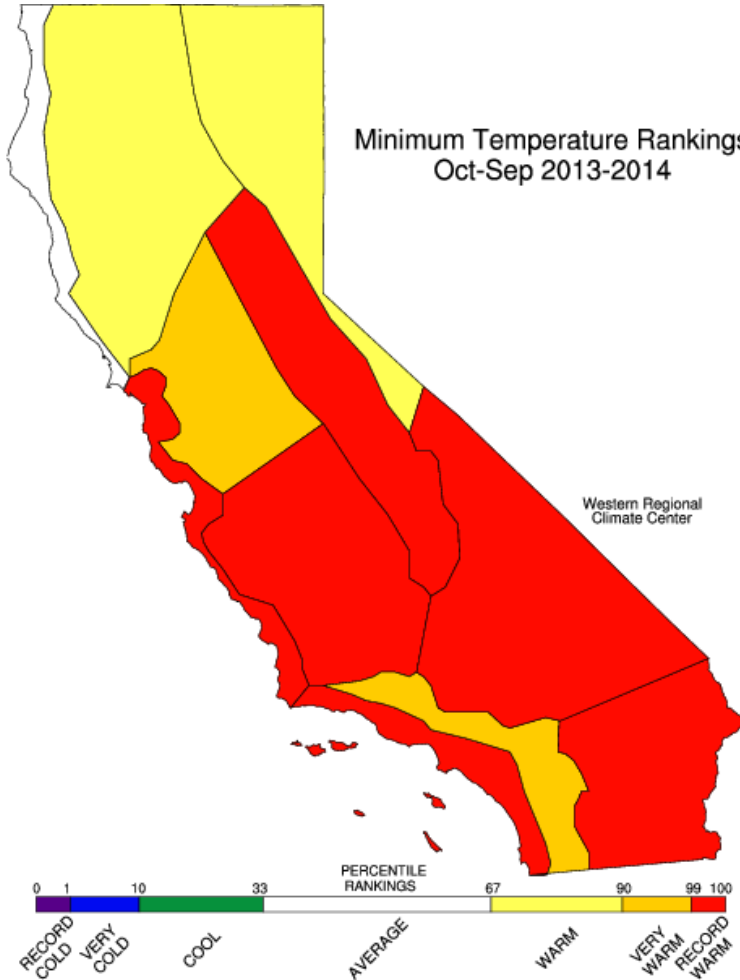 Minimum Temperature Rankings
Oct-Sep 2013-2014
Western Regional
Climate Center
PERCENTILE
RANKINGS
0 1 10 33 67 90 99 100
RECORD
COLD
VERY
COLD
COOL
AVERAGE
WARM
VERY
WARM
RECORD
WARM